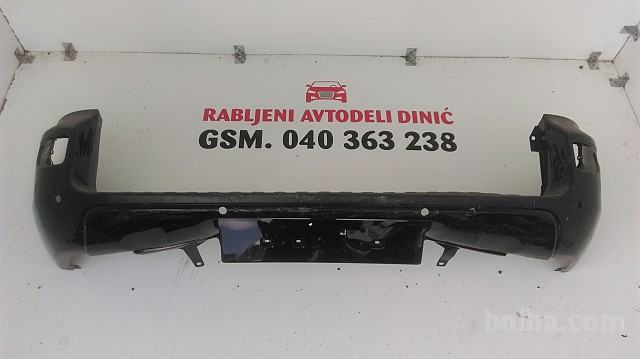 RABLJENI AVTODELI DINIĆ
GSM. 040 363 238
bolha.com